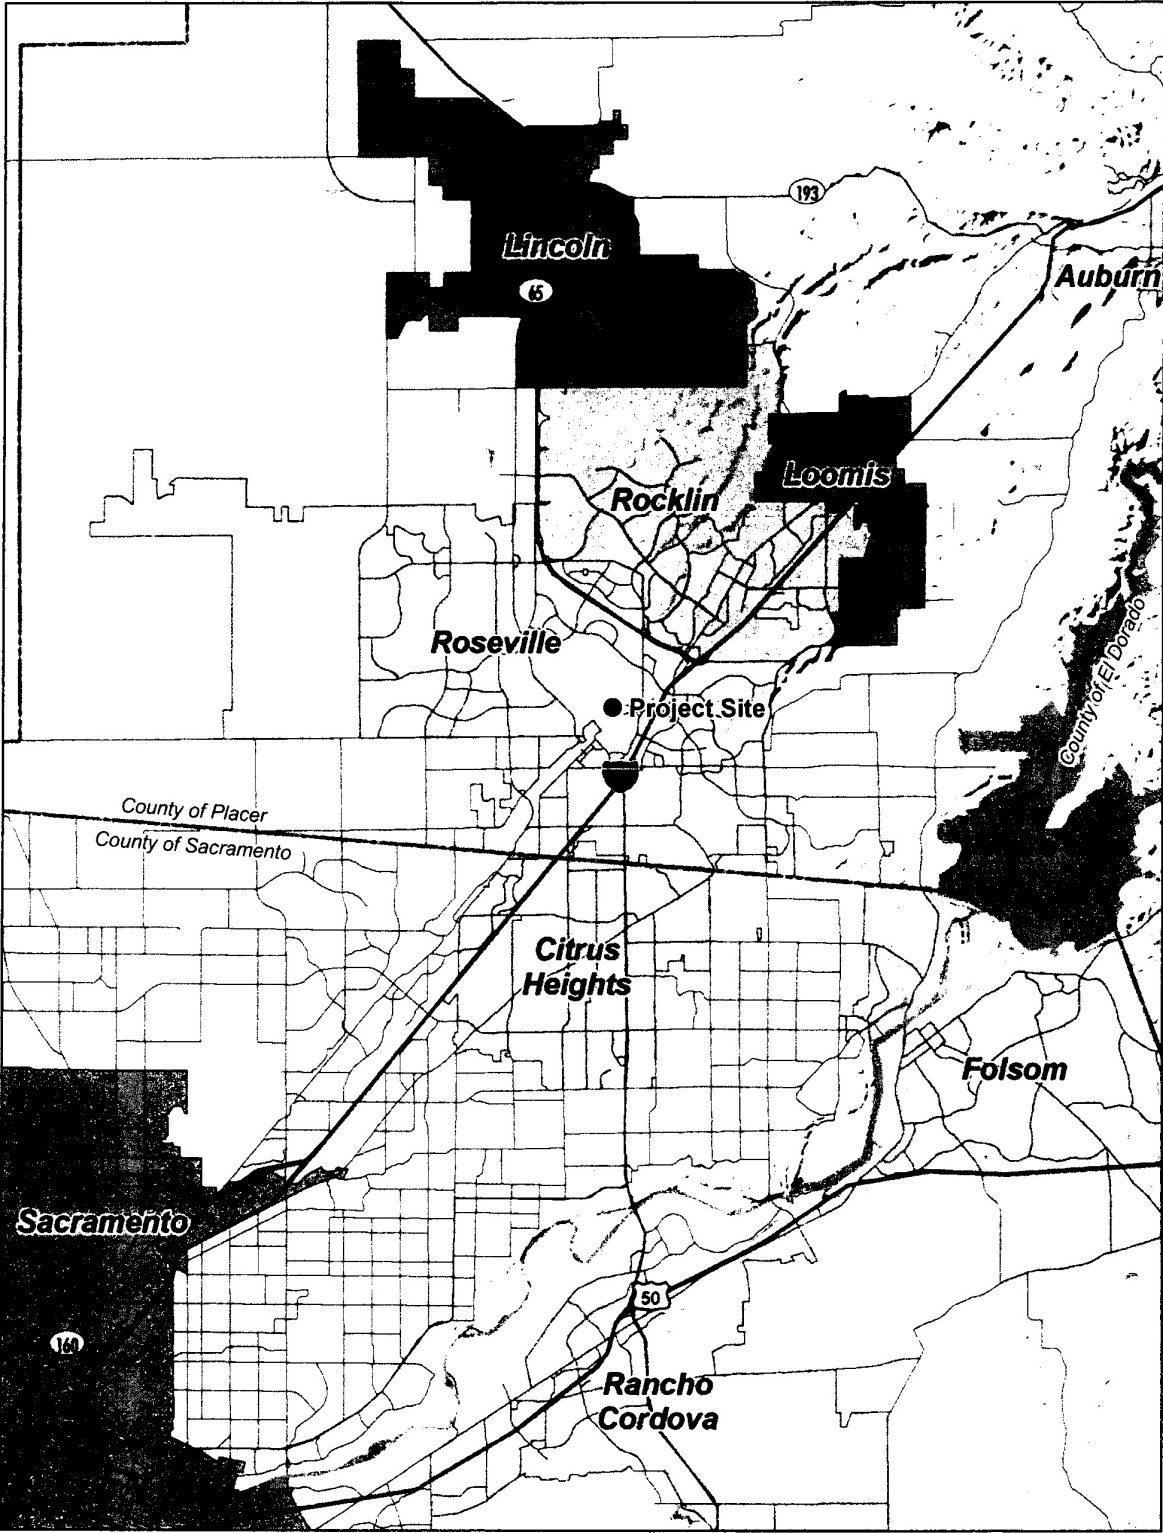 193
Lincoln
65
Auburn
Loomis
Rocklin
Roseville
Project Site
County of El Dorado
County of Placer
County of Sacramento
Citrus
Heights
Folsom
Sacramento
50
160
Rancho
Cordova